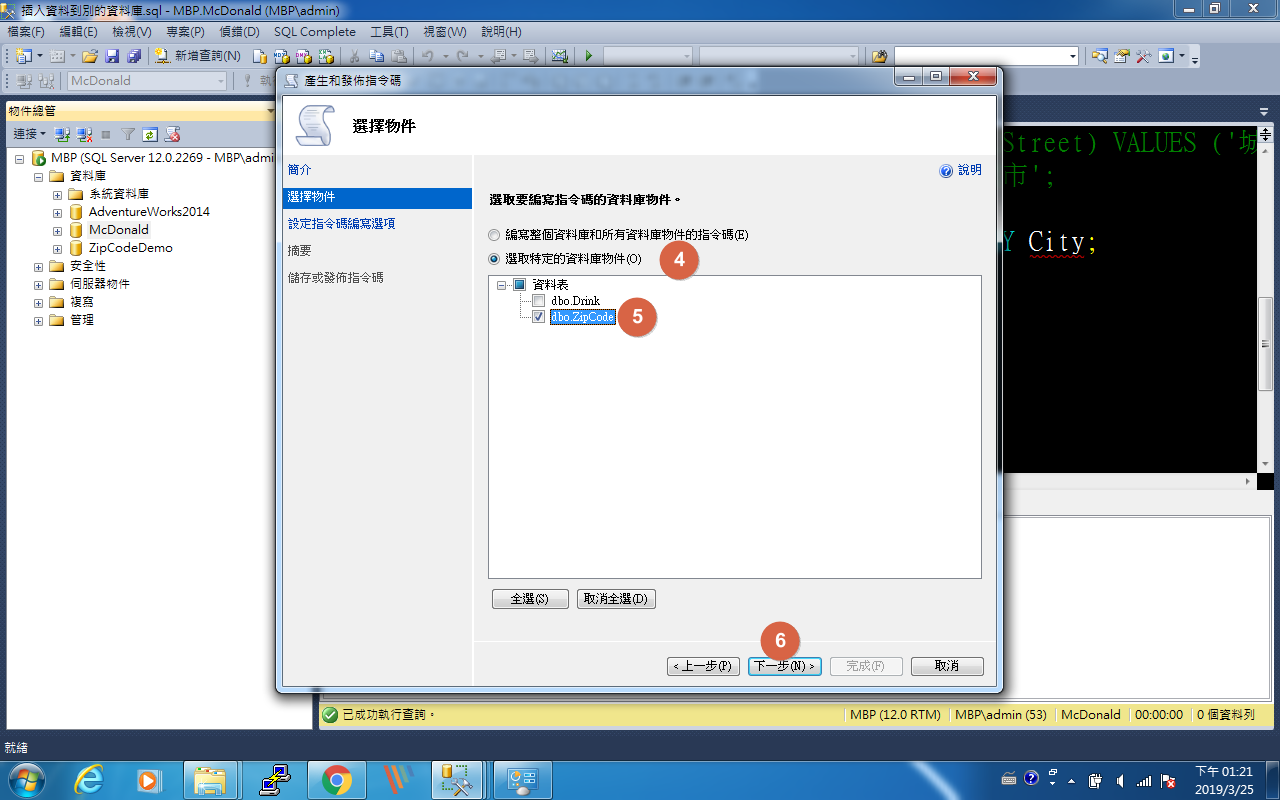 插入資料到別的資料庫.sql - MBP.McDonald (MBP\admin)
檔案(F) 編輯(E) 檢視(V) 專案(P) 偵錯(D) SQL Complete 工具(T) 視窗(W) 說明(H)
新增查詢(N)
McDonald
產生和發佈指令碼
物件總管
選擇物件
連接
Street) VALUES ('城
MBP (SQL Server 12.0.2269 - MBP\admi
簡介
說明
市';
資料庫
系統資料庫
選擇物件
選取要編寫指令碼的資料庫物件。
AdventureWorks2014
設定指令碼編寫選項
McDonald
編寫整個資料庫和所有資料庫物件的指令碼(E)
Y City;
ZipCodeDemo
摘要
選取特定的資料庫物件(O)
4
安全性
儲存或發佈指令碼
伺服器物件
資料表
複寫
dbo.Drink
管理
dbo.ZipCode
5
全選(S) 取消全選(D)
6
< 上一步(P) 下一步(N) > 完成(F) 取消
已成功執行查詢。 MBP (12.0 RTM) MBP\admin (53) McDonald 00:00:00 0 個資料列
就緒
下午 01:21
2019/3/25